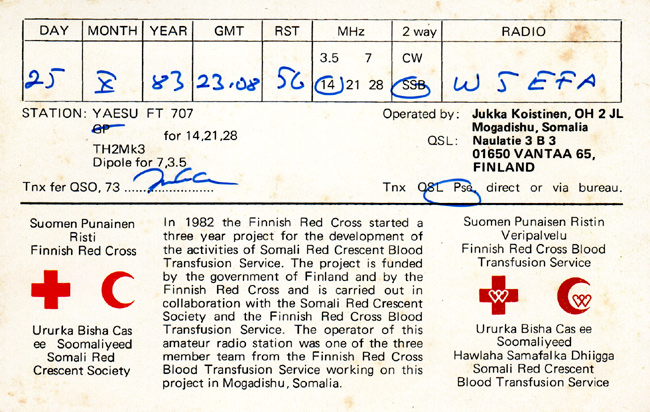 DAY MONTH YEAR GMT RST MHz 2 way RADIO
3.5 7 CW
25 X 83 23.08 56 14 21 28 SSB W5EFA
STATION: YAESU FT 707
GP for 14,21,28
TH2Mk3
Dipole for 7,3.5
Operated by: Jukka Koistinen, OH 2 JL
Mogadishu, Somalia
QSL: Naulatie 3 B 3
01650 VANTAA 65,
FINLAND
Tnx fer QSO, 73 ........................
Tnx QSL Pse, direct or via bureau.
Suomen Punainen
Risti
Finnish Red Cross
Ururka Bisha Cas
ee Soomaliyeed
Somali Red
Crescent Society
In 1982 the Finnish Red Cross started a
three year project for the development of
the activities of Somali Red Crescent Blood
Transfusion Service. The project is funded
by the government of Finland and by the
Finnish Red Cross and is carried out in
collaboration with the Somali Red Crescent
Society and the Finnish Red Cross Blood
Transfusion Service. The operator of this
amateur radio station was one of the three
member team from the Finnish Red Cross
Blood Transfusion Service working on this
project in Mogadishu, Somalia.
Suomen Punaisen Ristin
Veripalvelu
Finnish Red Cross Blood
Transfusion Service
Ururka Bisha Cas ee
Soomaliyeed
Hawlaha Samafalka Dhiigga
Somali Red Crescent
Blood Transfusion Service